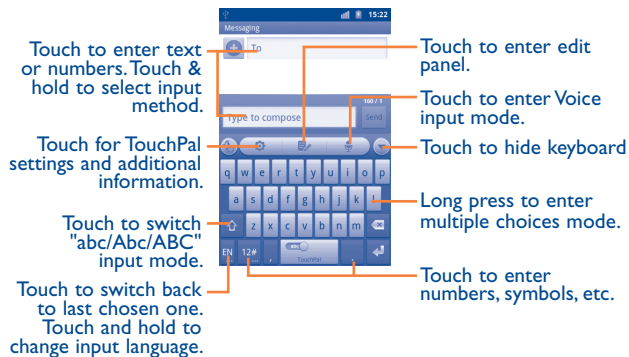 15:22
Messaging
To
160 / 1
Type to compose
Send
q w e r t y u i o p
a s d f g h j k l
z x c v b n m
EN 12# , ABC TouchPal .
Touch to enter text
or numbers. Touch &
hold to select input
method.
Touch for TouchPal
settings and additional
information.
Touch to switch
"abc/Abc/ABC"
input mode.
Touch to switch back
to last chosen one.
Touch and hold to
change input language.
Touch to enter edit
panel.
Touch to enter Voice
input mode.
Touch to hide keyboard
Long press to enter
multiple choices mode.
Touch to enter
numbers, symbols, etc.